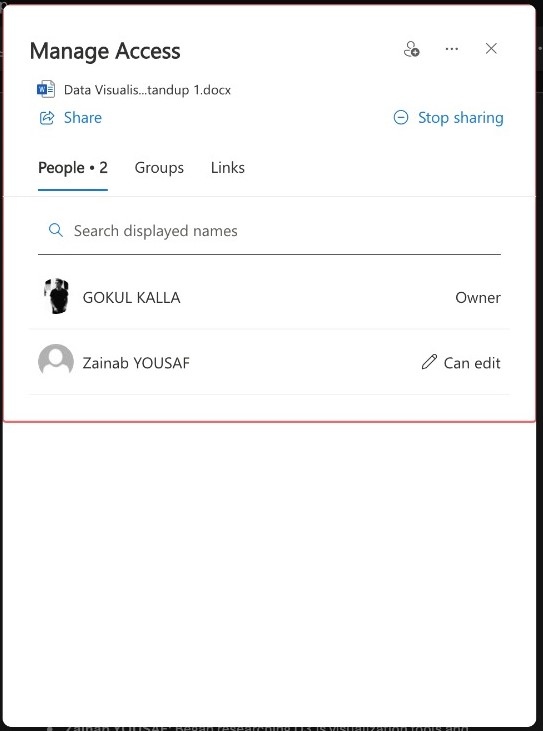 Manage Access
Data Visualis...tandup 1.docx
Share
Stop sharing
People • 2 Groups Links
Search displayed names
GOKUL KALLA Owner
Zainab YOUSAF Can edit